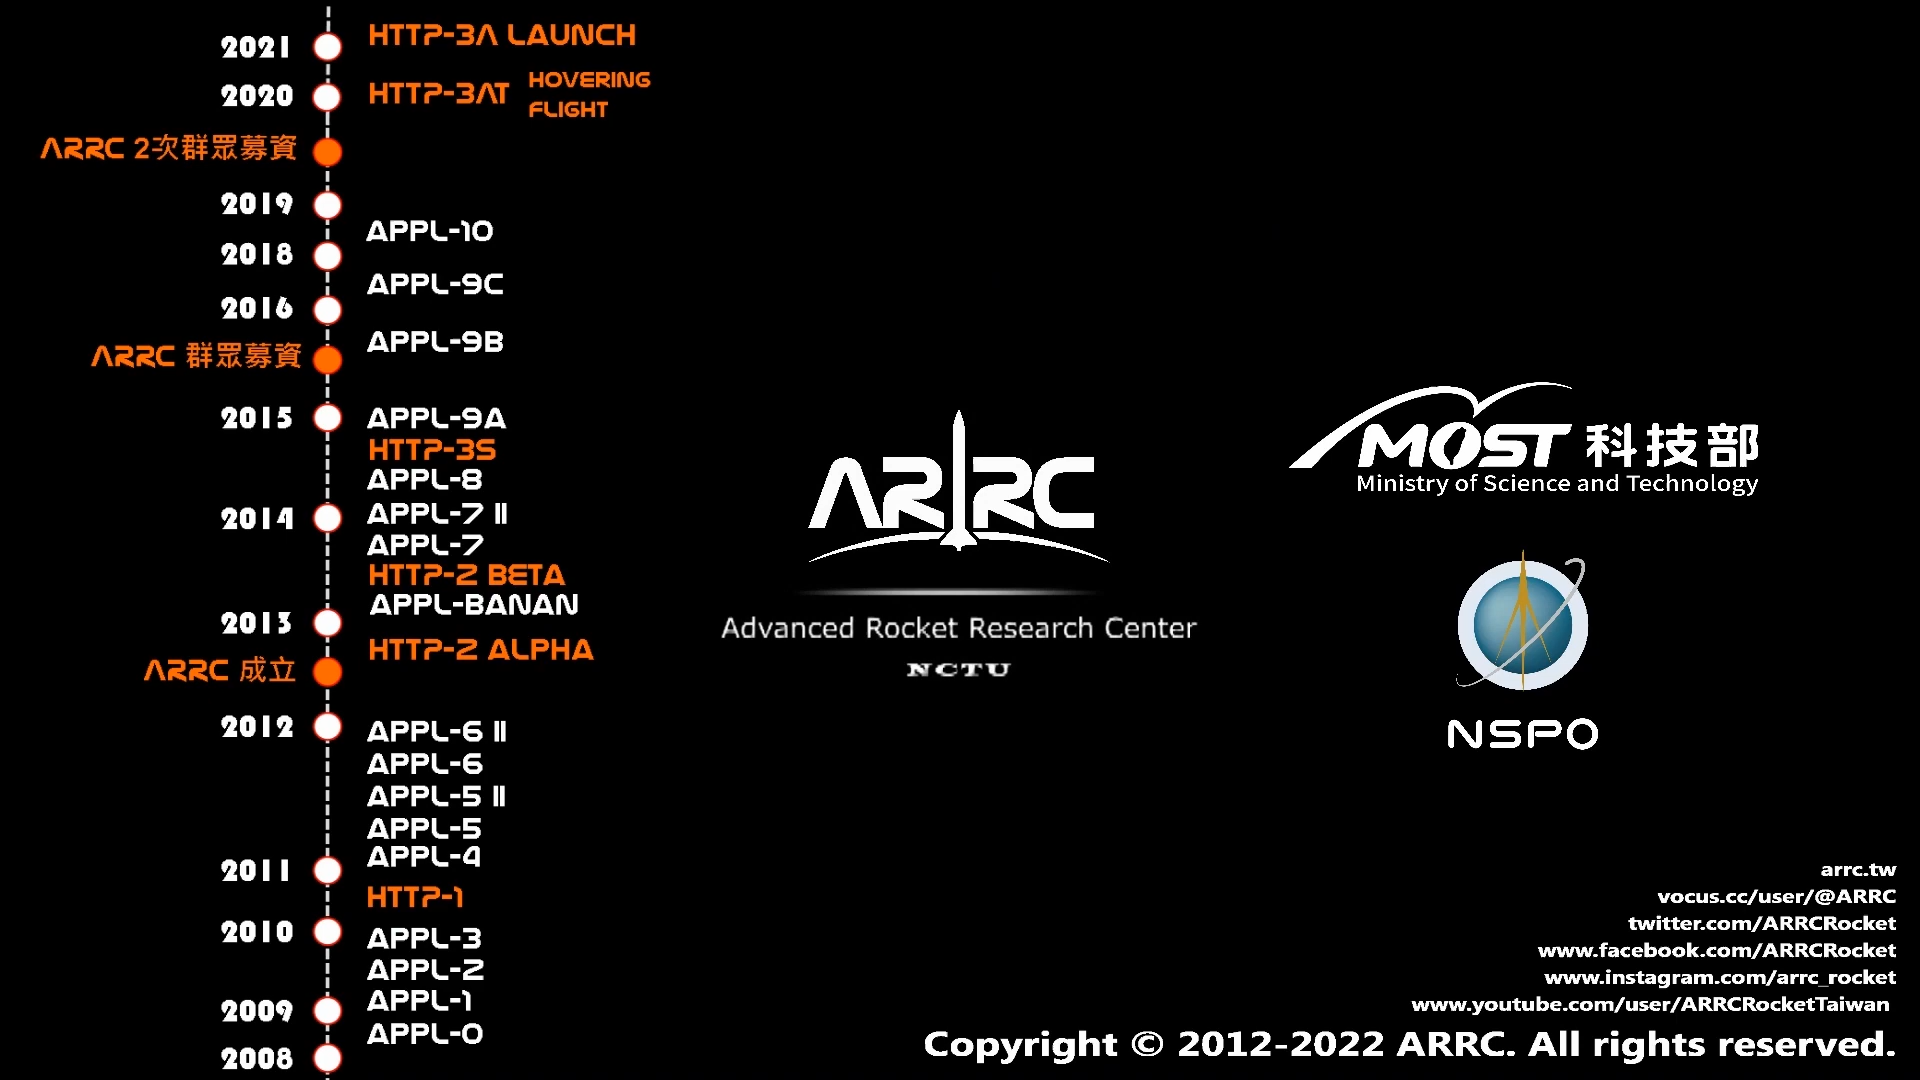 2021 HTTP-3A LAUNCH
2020 HTTP-3AT HOVERING FLIGHT
ARRC 2次群眾募資
2019
APPL-10
2018
APPL-9C
2016
APPL-9B
ARRC 群眾募資
2015 APPL-9A
HTTP-3S
APPL-8
2014 APPL-7 II
APPL-7
HTTP-2 BETA
APPL-BANAN
2013
HTTP-2 ALPHA
ARRC 成立
2012 APPL-6 II
APPL-6
APPL-5 II
APPL-5
APPL-4
2011
HTTP-1
2010 APPL-3
APPL-2
APPL-1
2009
APPL-0
2008
ARRC
Advanced Rocket Research Center
NCTU
MOST 科技部
Ministry of Science and Technology
NSPO
arrc.tw
vocus.cc/user/@ARRC
twitter.com/ARRCRocket
www.facebook.com/ARRCRocket
www.instagram.com/arrc_rocket
www.youtube.com/user/ARRCRocketTaiwan
Copyright © 2012-2022 ARRC. All rights reserved.